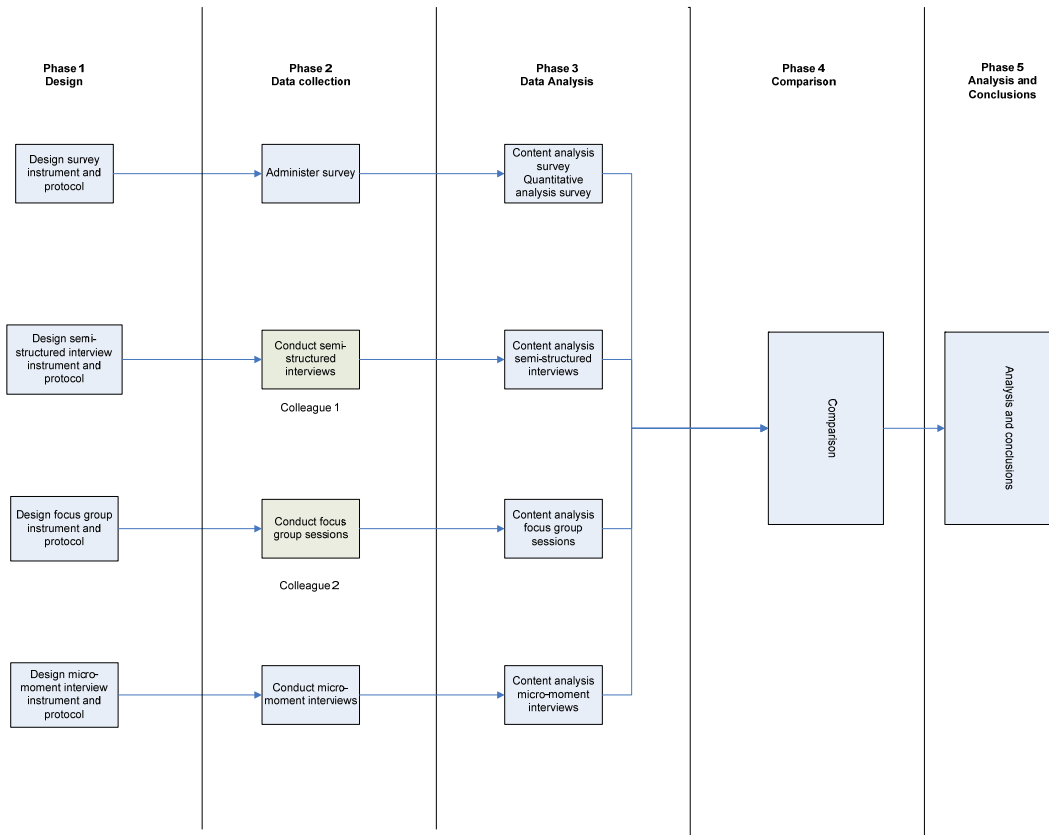 Phase 1
Design
Phase 2
Data collection
Phase 3
Data Analysis
Phase 4
Comparison
Phase 5
Analysis and
Conclusions
Design survey
instrument and
protocol
Administer survey
Content analysis
survey
Quantitative
analysis survey
Design semi-
structured interview
instrument and
protocol
Conduct semi-
structured
interviews
Colleague 1
Content analysis
semi-structured
interviews
Comparison
Analysis and conclusions
Design focus group
instrument and
protocol
Conduct focus
group sessions
Colleague 2
Content analysis
focus group
sessions
Design micro-
moment interview
instrument and
protocol
Conduct micro-
moment interviews
Content analysis
micro-moment
interviews